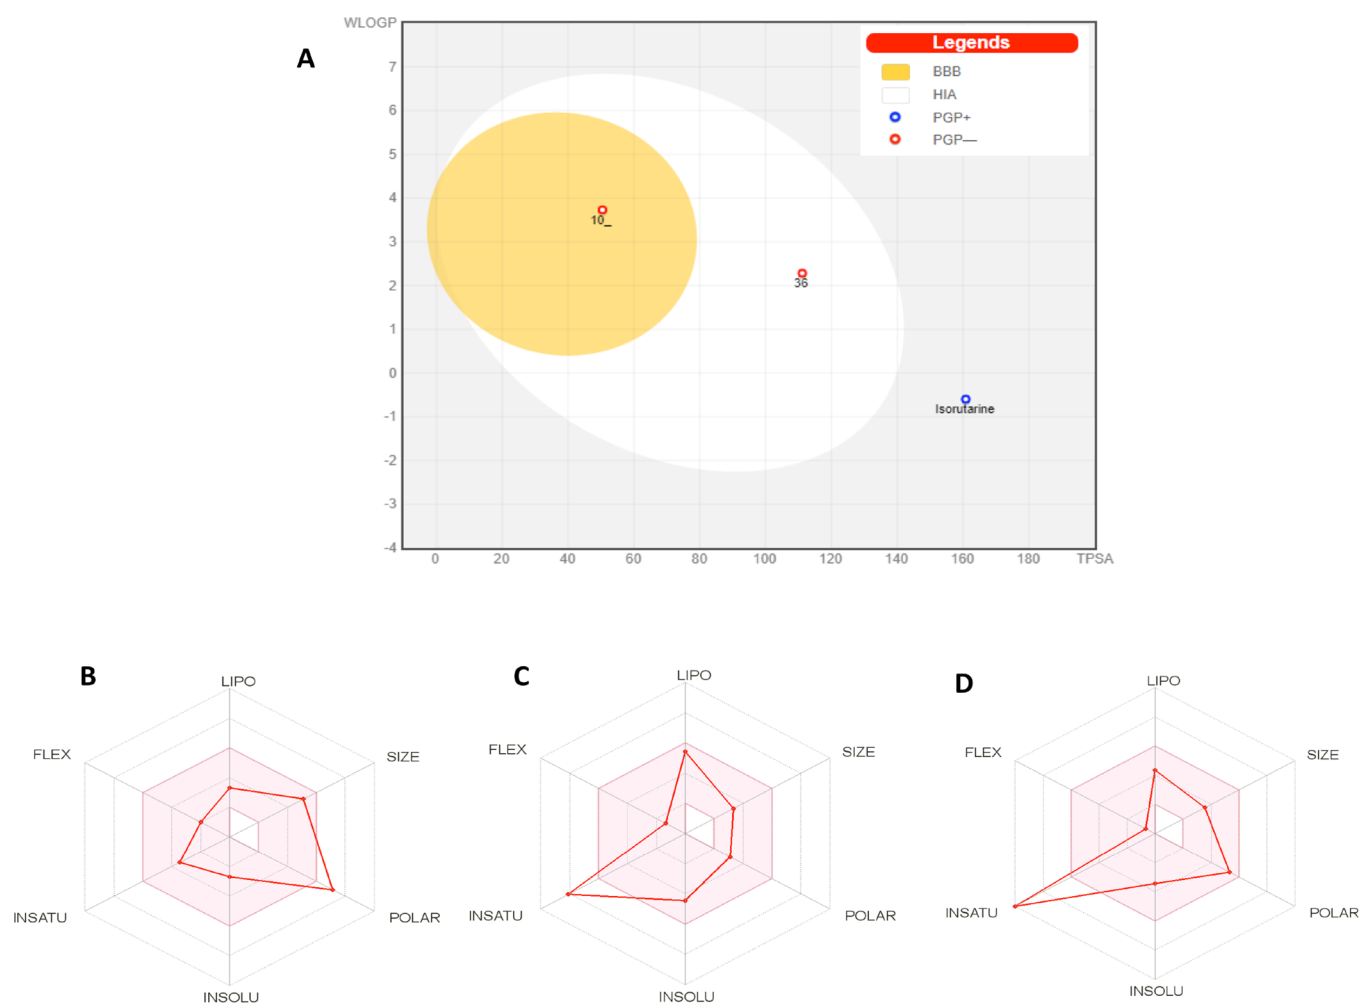 A
WLOGP
Legends
BBB
HIA
PGP+
PGP—
7
6
5
4
3
2
1
0
-1
-2
-3
-4
10_
36
Isorutarine
0 20 40 60 80 100 120 140 160 180 TPSA
B
LIPO
FLEX
SIZE
INSATU
POLAR
INSOLU
C
LIPO
FLEX
SIZE
INSATU
POLAR
INSOLU
D
LIPO
FLEX
SIZE
INSATU
POLAR
INSOLU